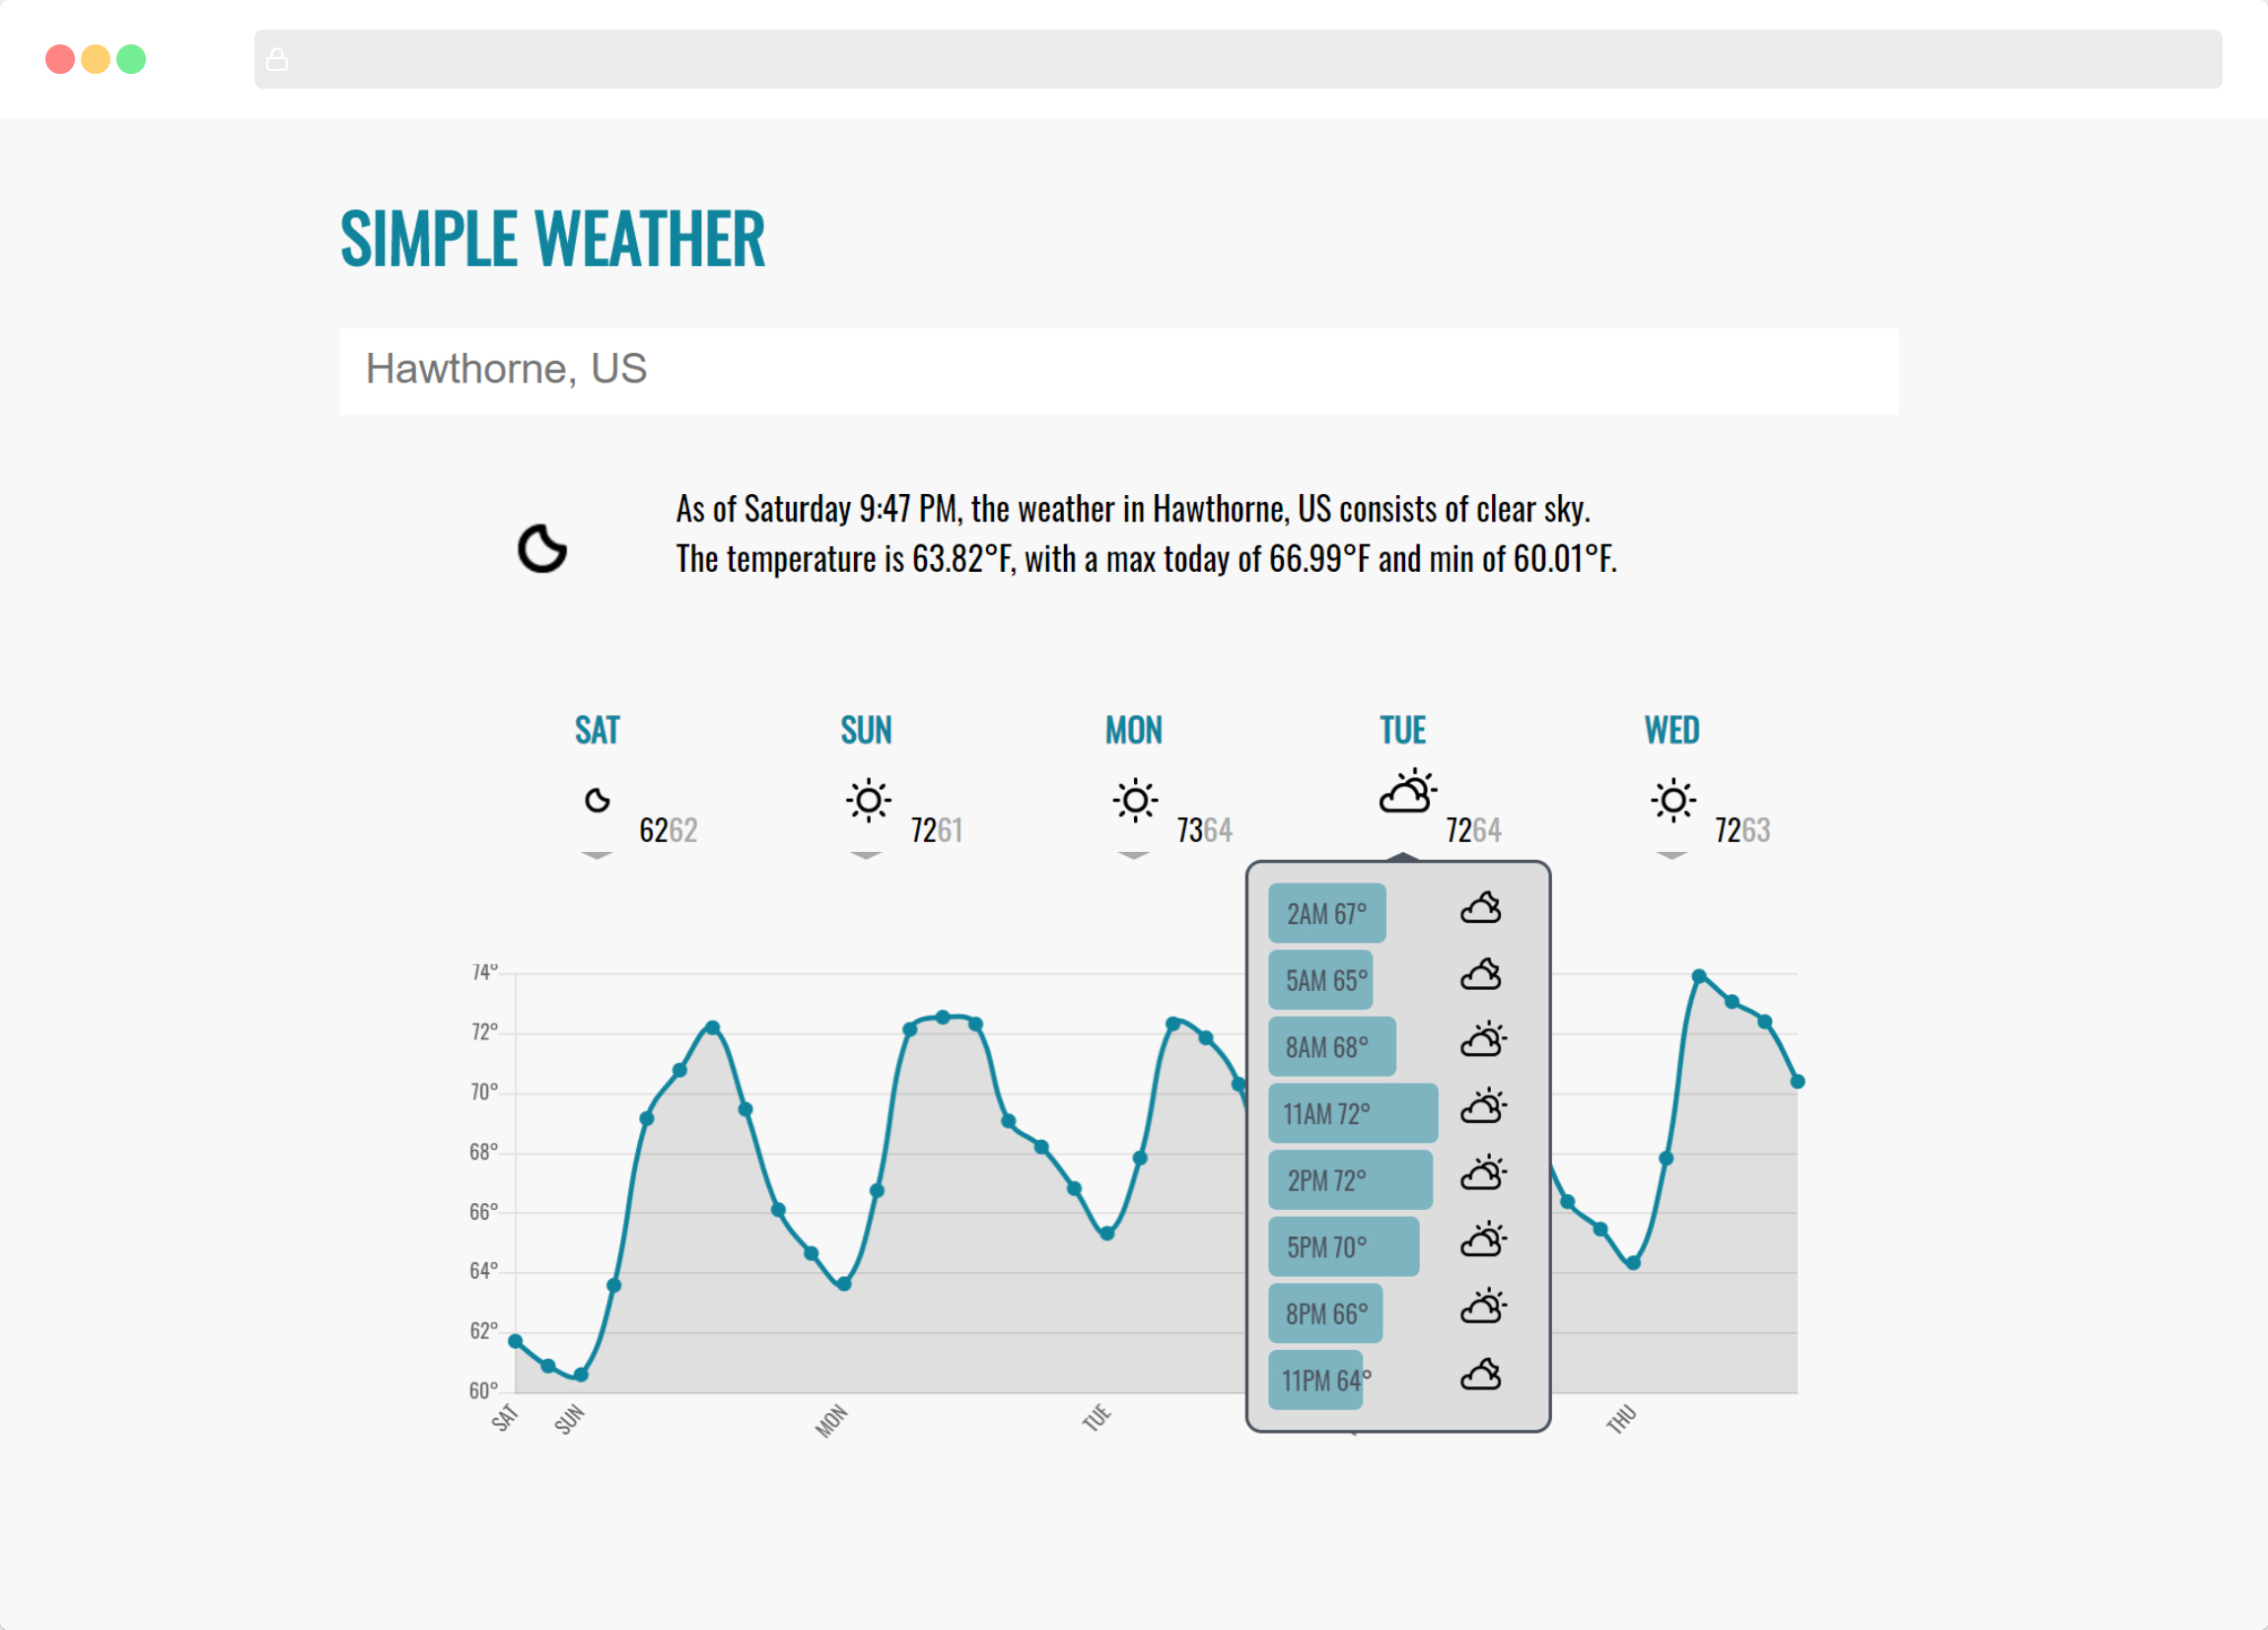 SIMPLE WEATHER
Hawthorne, US
As of Saturday 9:47 PM, the weather in Hawthorne, US consists of clear sky.
The temperature is 63.82°F, with a max today of 66.99°F and min of 60.01°F.
SAT SUN MON TUE WED
6262 7261 7364 7264 7263
2AM 67°
5AM 65°
8AM 68°
11AM 72°
2PM 72°
5PM 70°
8PM 66°
11PM 64°
74°
72°
70°
68°
66°
64°
62°
60°
SAT SUN MON TUE THU